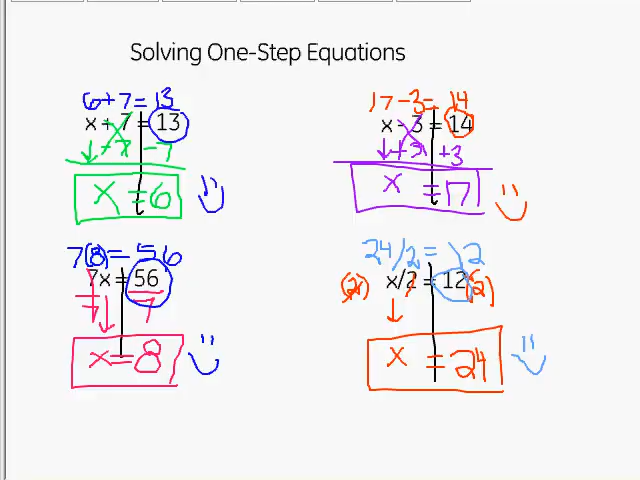 Solving One-Step Equations
6+7=13
x + 7 = 13
-7 -7
x = 6
17-3=14
x - 3 = 14
+3 +3
x = 17
7(8)=56
7x = 56
7 7
x = 8
24/2=12
(2) x/2 = 12 (2)
x = 24